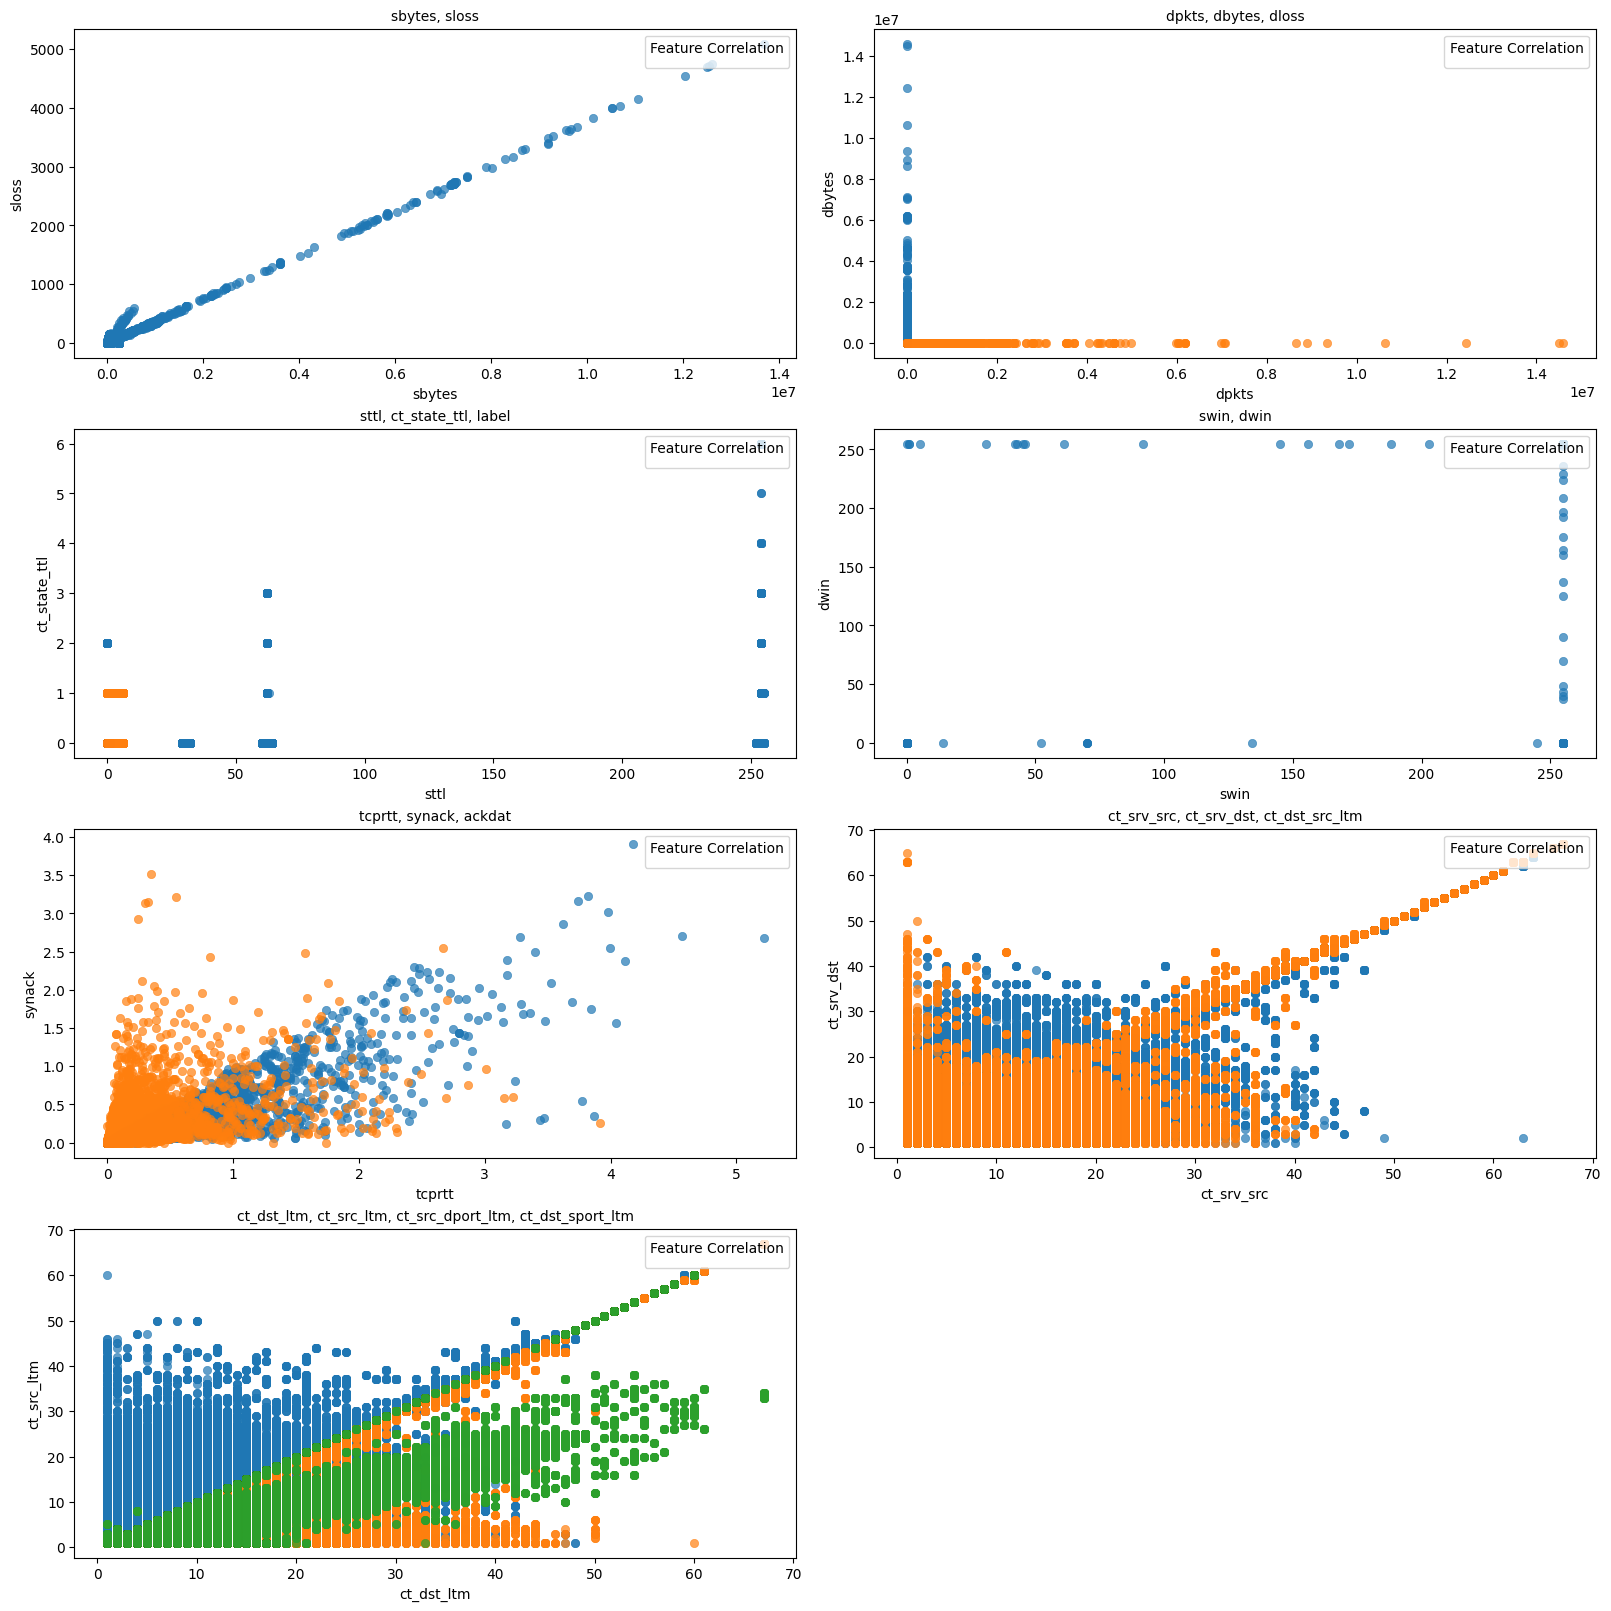 sbytes, sloss
Feature Correlation
sloss
5000
4000
3000
2000
1000
0
0.0 0.2 0.4 0.6 0.8 1.0 1.2 1.4
1e7
sbytes
dpkts, dbytes, dloss
1e7
Feature Correlation
dbytes
1.4
1.2
1.0
0.8
0.6
0.4
0.2
0.0
0.0 0.2 0.4 0.6 0.8 1.0 1.2 1.4
1e7
dpkts
sttl, ct_state_ttl, label
Feature Correlation
ct_state_ttl
6
5
4
3
2
1
0
0 50 100 150 200 250
sttl
swin, dwin
Feature Correlation
dwin
250
200
150
100
50
0
0 50 100 150 200 250
swin
tcprtt, synack, ackdat
Feature Correlation
synack
4.0
3.5
3.0
2.5
2.0
1.5
1.0
0.5
0.0
0 1 2 3 4 5
tcprtt
ct_srv_src, ct_srv_dst, ct_dst_src_ltm
Feature Correlation
ct_srv_dst
70
60
50
40
30
20
10
0
0 10 20 30 40 50 60 70
ct_srv_src
ct_dst_ltm, ct_src_ltm, ct_src_dport_ltm, ct_dst_sport_ltm
Feature Correlation
ct_src_ltm
70
60
50
40
30
20
10
0
0 10 20 30 40 50 60 70
ct_dst_ltm